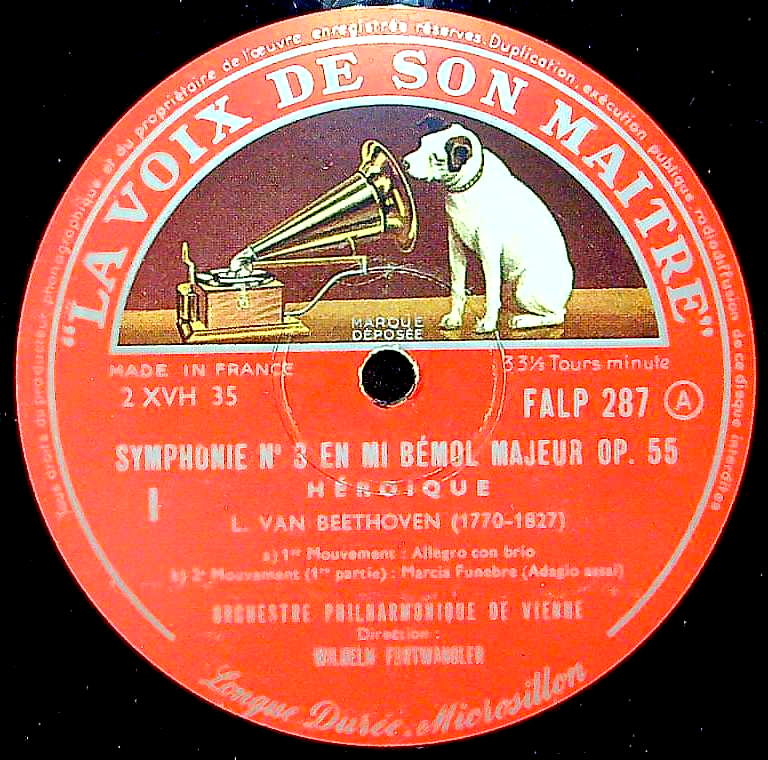 Tous droits du producteur phonographique et du propriétaire de l'œuvre enregistrée réservés. Duplication, exécution publique radiodiffusion de ce disque interdites
"LA VOIX DE SON MAITRE"
MARQUE
DÉPOSÉE
MADE IN FRANCE
33⅓ Tours minute
2 XVH 35
FALP 287 A
SYMPHONIE N° 3 EN MI BÉMOL MAJEUR OP. 55
I
HÉROIQUE
L. VAN BEETHOVEN (1770-1827)
a) 1er Mouvement : Allegro con brio
b) 2e Mouvement (1re partie) : Marcia Funebre (Adagio assai)
ORCHESTRE PHILHARMONIQUE DE VIENNE
Direction :
WILHELM FURTWANGLER
Longue Durée. Microsillon